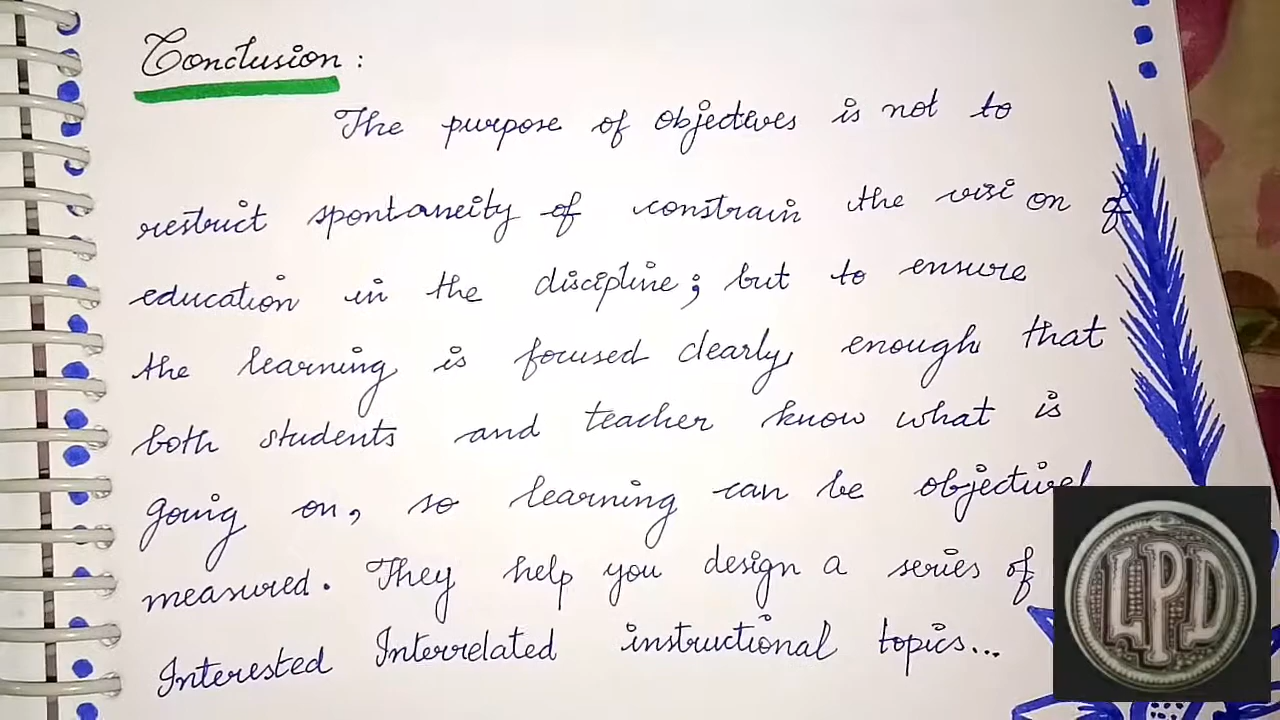 Conclusion :
The purpose of objectives is not to
restrict spontaneity of constrain the vision of
education in the discipline; but to ensure
the learning is focused clearly enough that
both students and teacher know what is
going on, so learning can be objectivel
measured. They help you design a series of
Interested Interrelated instructional topics...
LPD